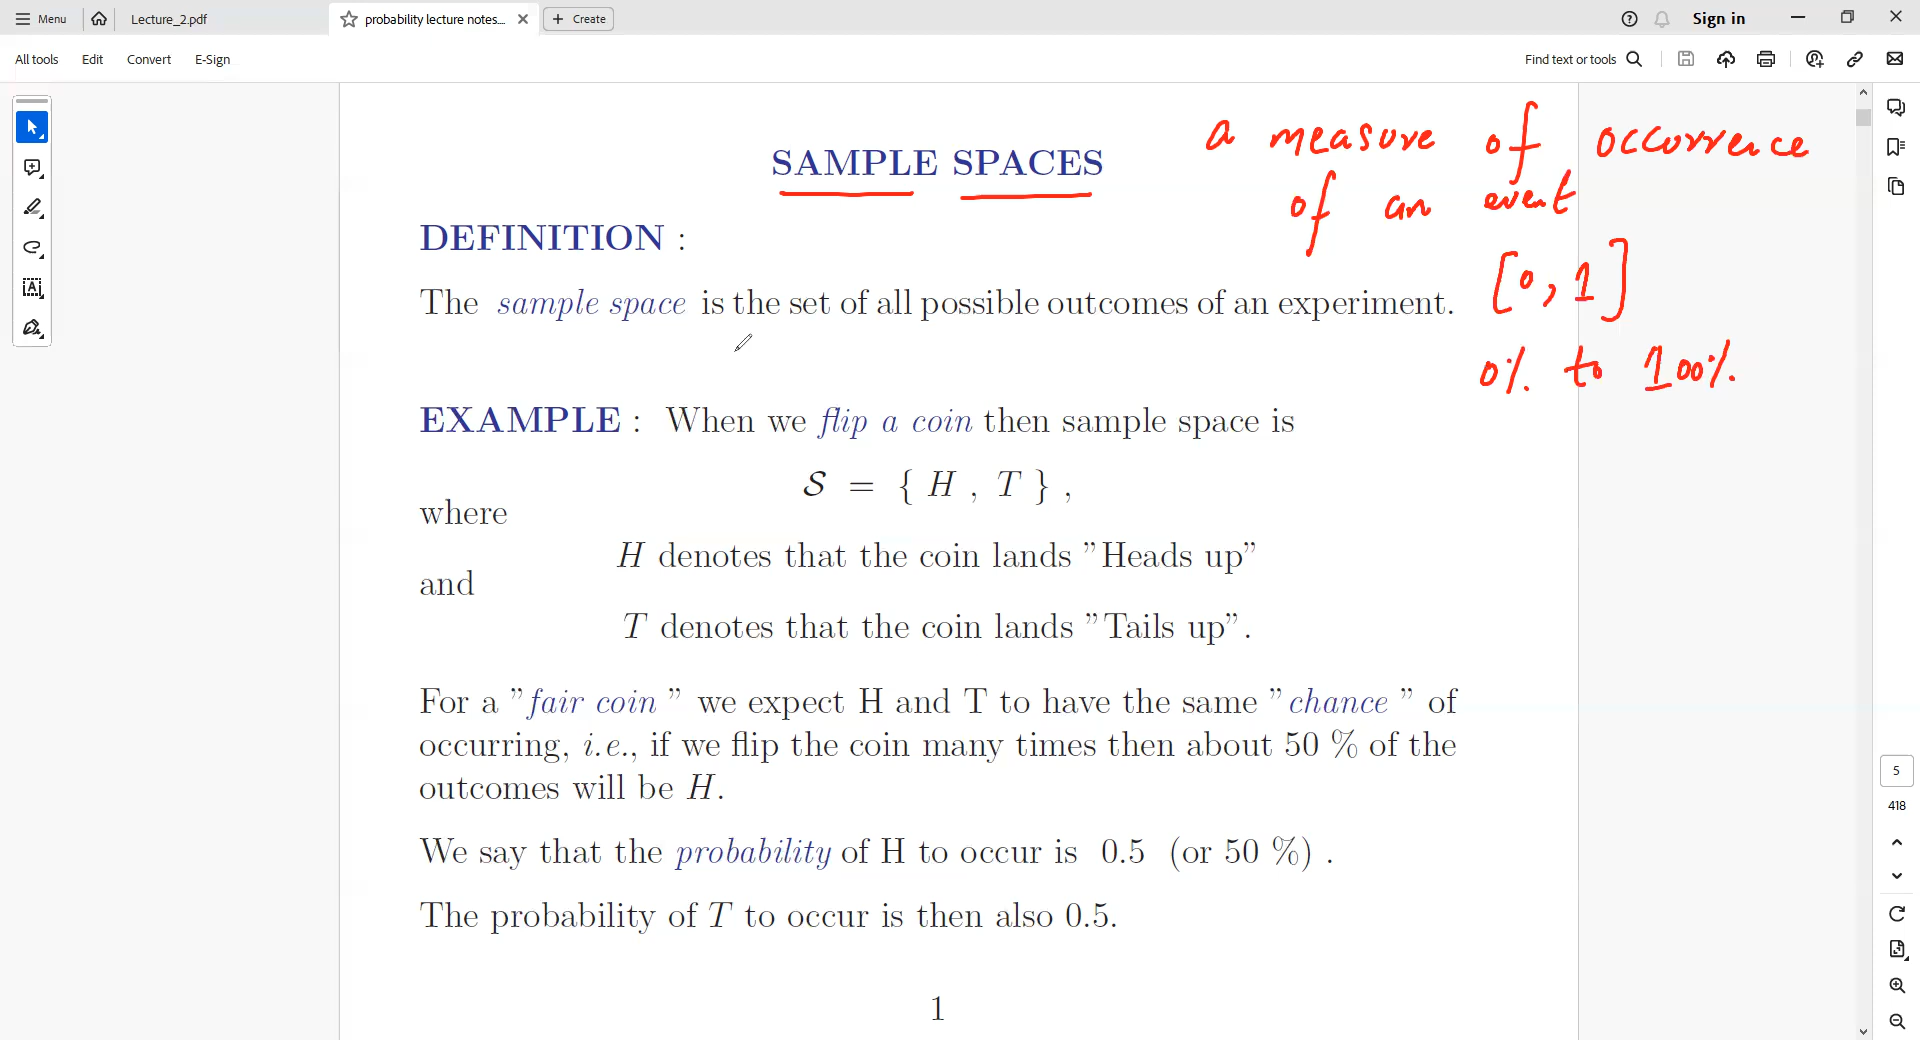 Menu
Lecture_2.pdf
probability lecture notes...
Create
Sign in
All tools
Edit
Convert
E-Sign
Find text or tools
SAMPLE SPACES
a measure of occurrence
of an event
[0, 1]
0% to 100%
DEFINITION :
The sample space is the set of all possible outcomes of an experiment.
EXAMPLE : When we flip a coin then sample space is
S = { H , T } ,
where
H denotes that the coin lands ”Heads up”
and
T denotes that the coin lands ”Tails up”.
For a ”fair coin ” we expect H and T to have the same ”chance ” of
occurring, i.e., if we flip the coin many times then about 50 % of the
outcomes will be H.
We say that the probability of H to occur is 0.5 (or 50 %) .
The probability of T to occur is then also 0.5.
1
5
418